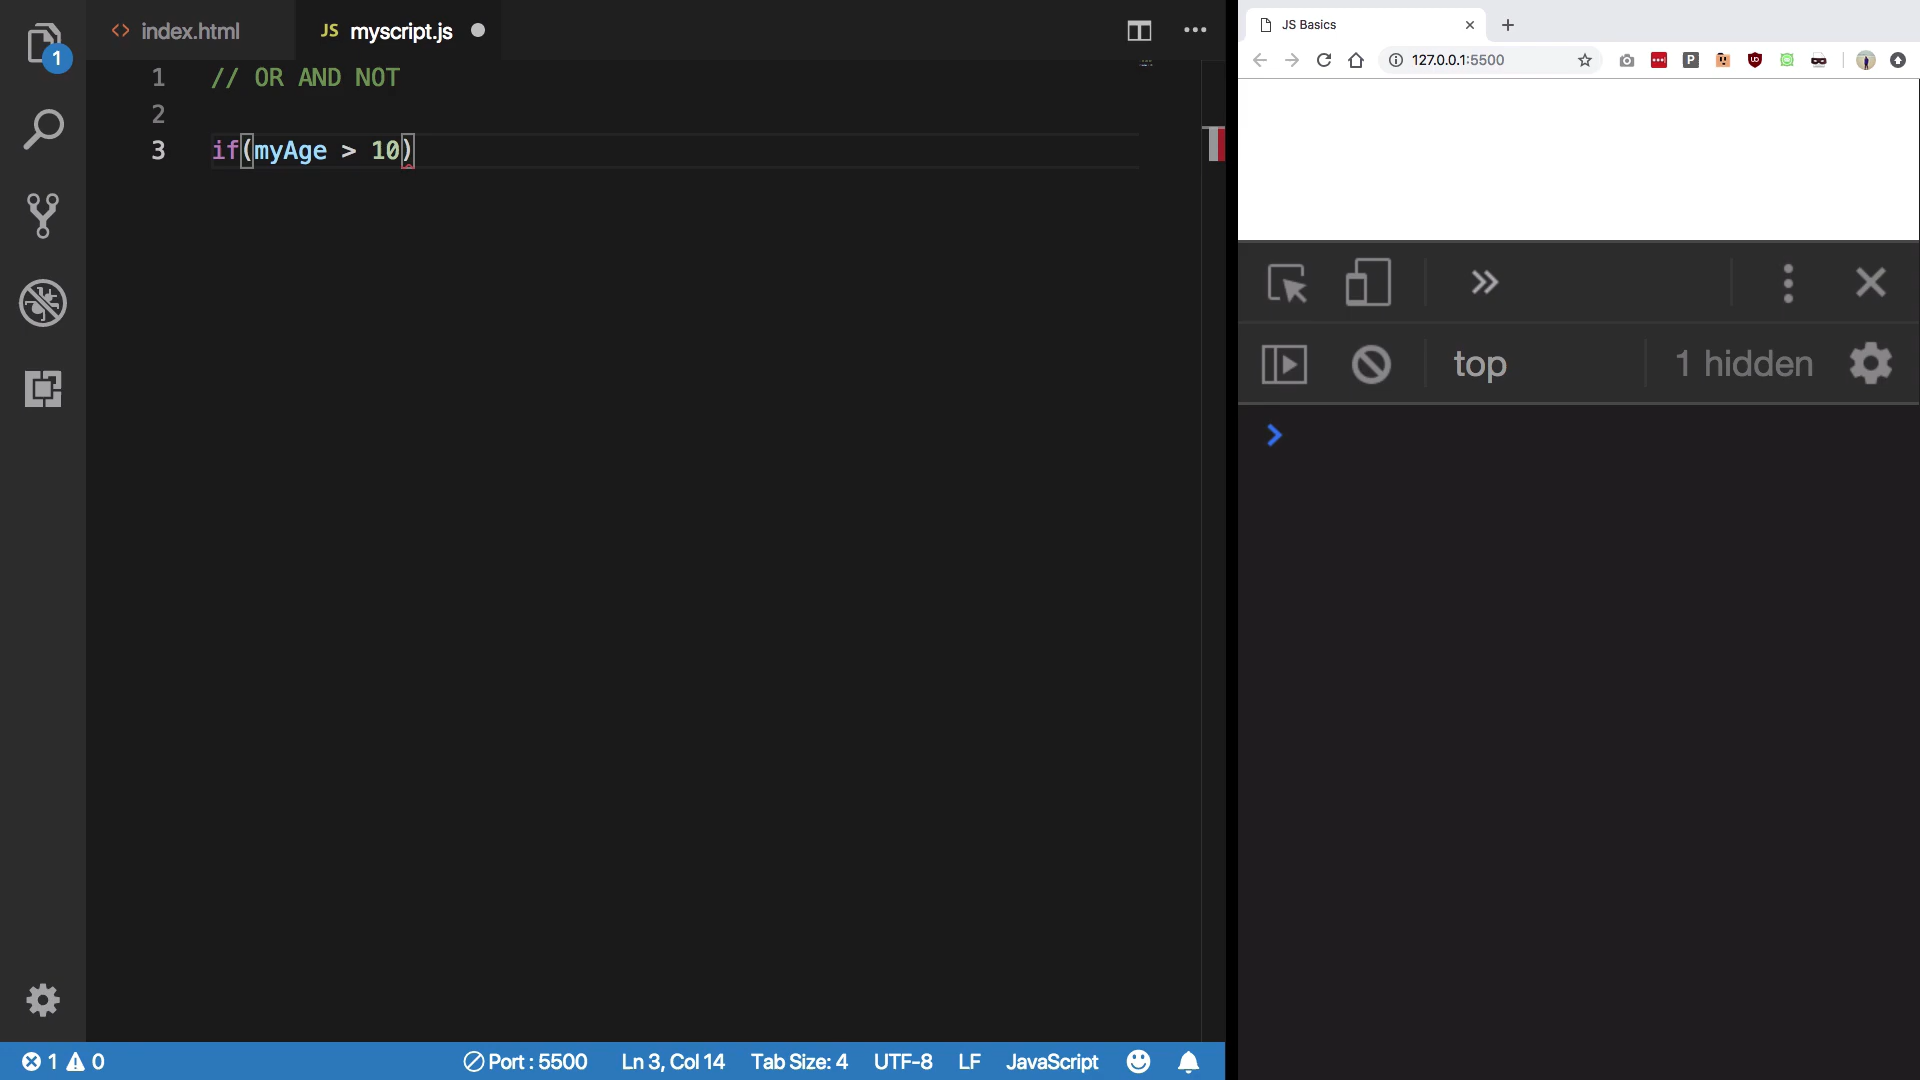 1
index.html
JS myscript.js
1 // OR AND NOT
2
3 if(myAge > 10)
1 0
Port : 5500
Ln 3, Col 14
Tab Size: 4
UTF-8
LF
JavaScript
JS Basics
127.0.0.1:5500
P
top
1 hidden